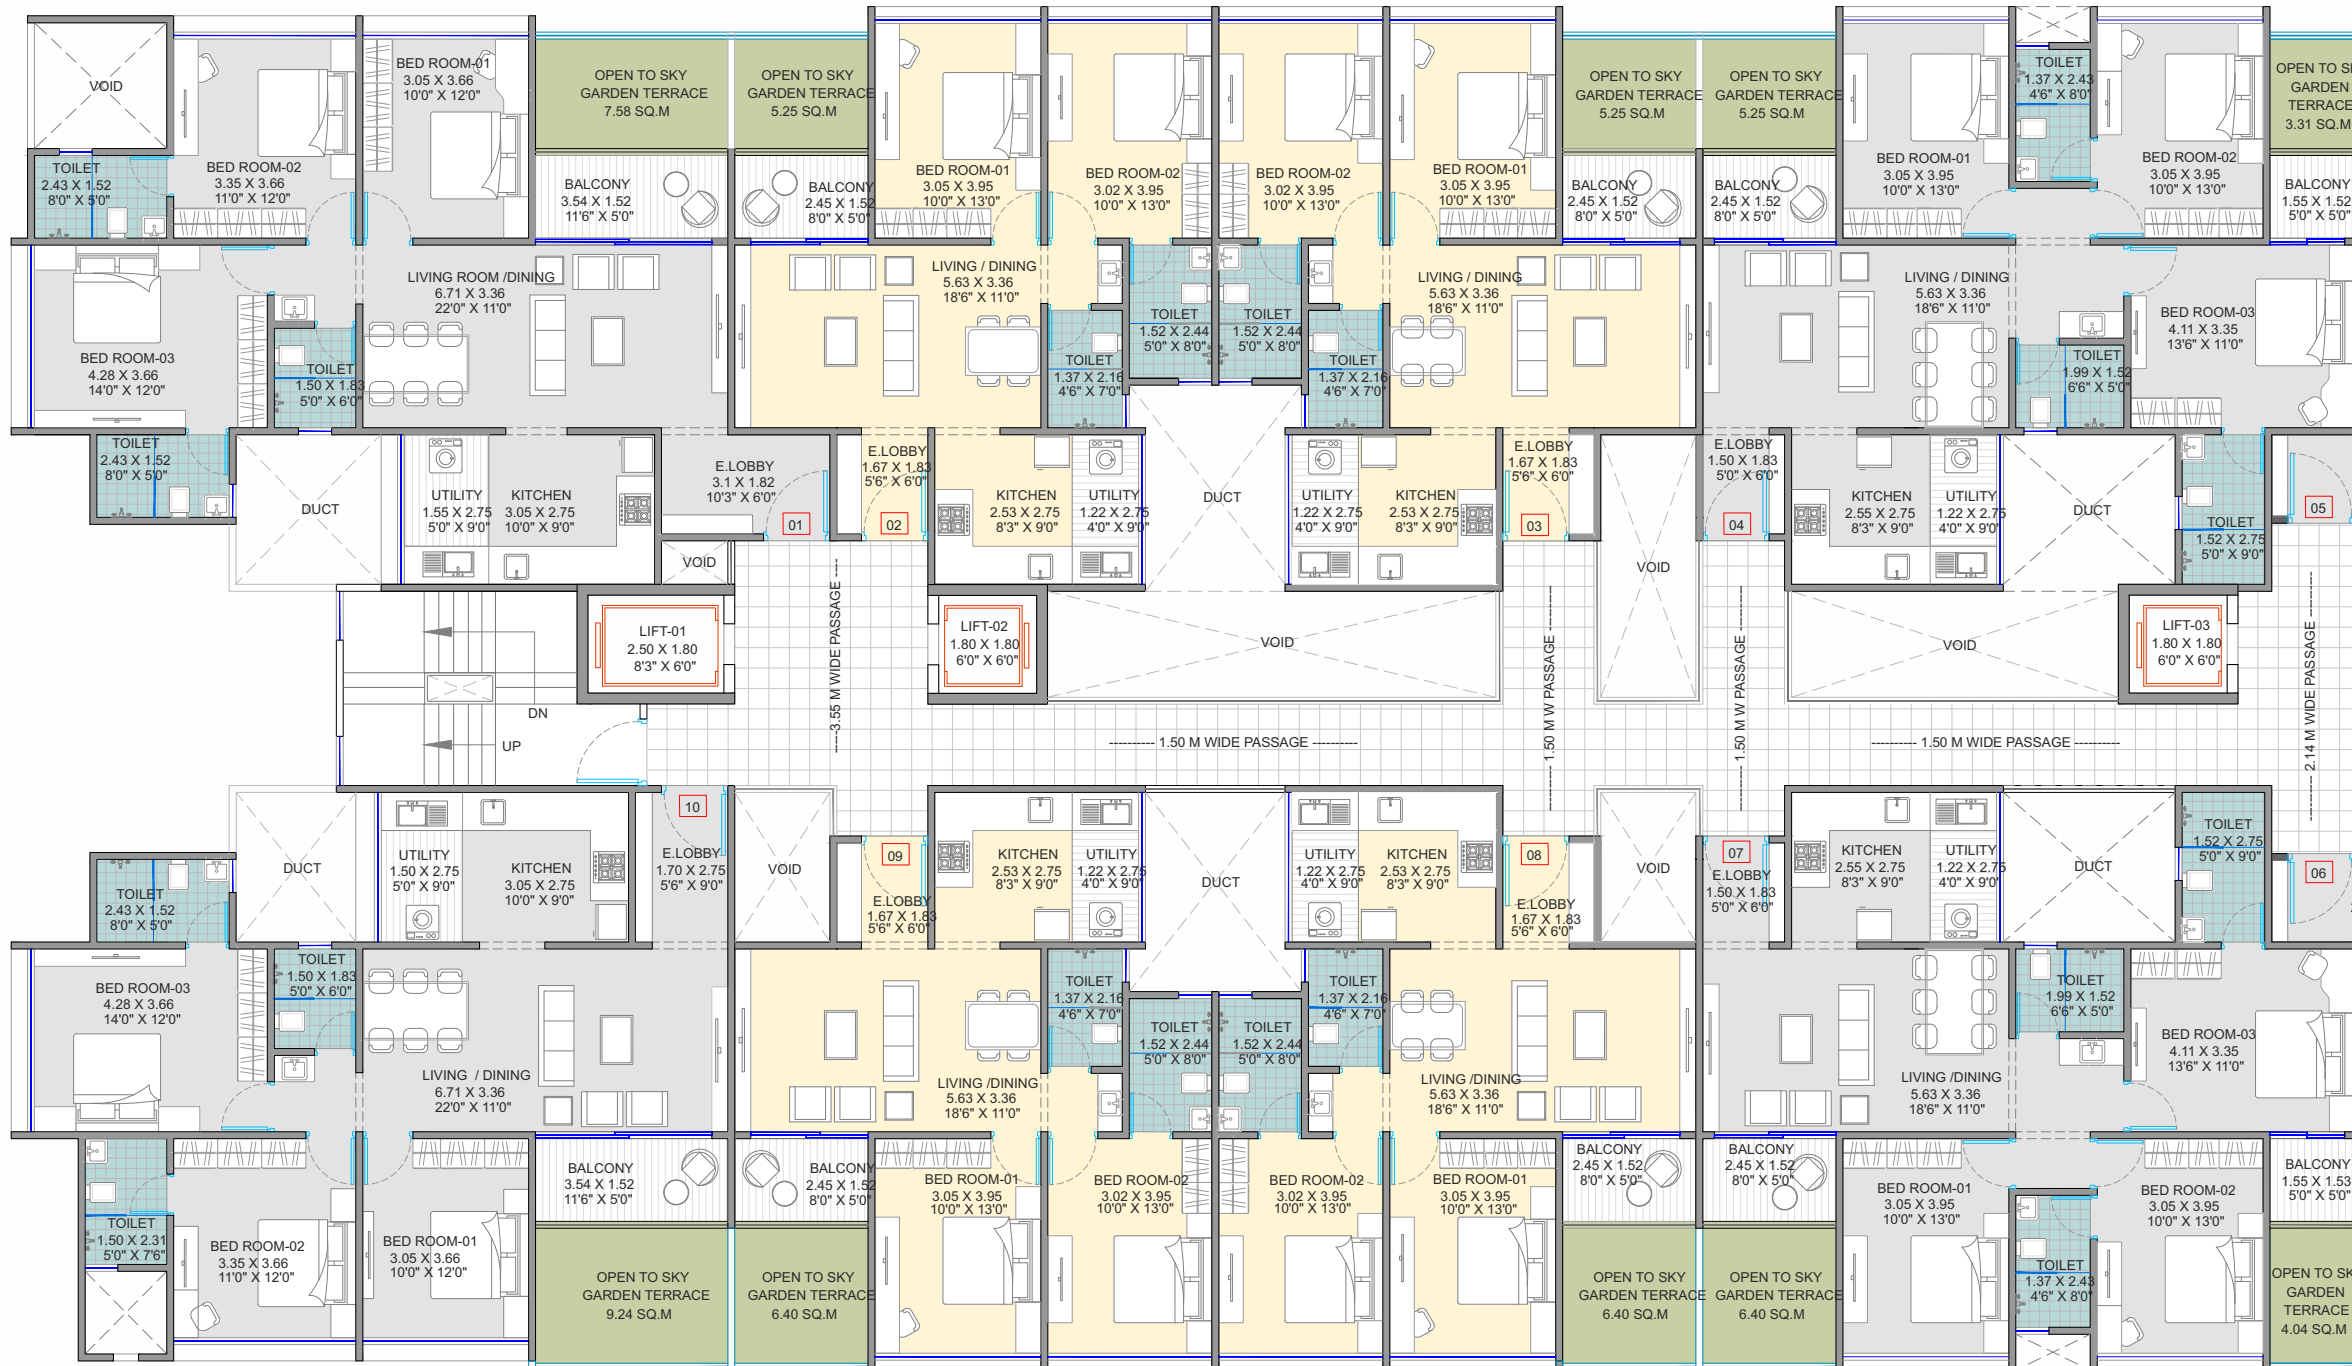 VOID
TOILET
2.43 X 1.52
8'0" X 5'0"
BED ROOM-02
3.35 X 3.66
11'0" X 12'0"
BED ROOM-01
3.05 X 3.66
10'0" X 12'0"
OPEN TO SKY
GARDEN TERRACE
7.58 SQ.M
BALCONY
3.54 X 1.52
11'6" X 5'0"
OPEN TO SKY
GARDEN TERRACE
5.25 SQ.M
BALCONY
2.45 X 1.52
8'0" X 5'0"
BED ROOM-01
3.05 X 3.95
10'0" X 13'0"
BED ROOM-02
3.02 X 3.95
10'0" X 13'0"
BED ROOM-02
3.02 X 3.95
10'0" X 13'0"
BED ROOM-01
3.05 X 3.95
10'0" X 13'0"
OPEN TO SKY
GARDEN TERRACE
5.25 SQ.M
BALCONY
2.45 X 1.52
8'0" X 5'0"
OPEN TO SKY
GARDEN TERRACE
5.25 SQ.M
BALCONY
2.45 X 1.52
8'0" X 5'0"
BED ROOM-01
3.05 X 3.95
10'0" X 13'0"
TOILET
1.37 X 2.43
4'6" X 8'0"
BED ROOM-02
3.05 X 3.95
10'0" X 13'0"
OPEN TO S
GARDEN
TERRACE
3.31 SQ.M
BALCONY
1.55 X 1.52
5'0" X 5'0"
BED ROOM-03
4.28 X 3.66
14'0" X 12'0"
TOILET
1.50 X 1.83
5'0" X 6'0"
LIVING ROOM /DINING
6.71 X 3.36
22'0" X 11'0"
LIVING / DINING
5.63 X 3.36
18'6" X 11'0"
TOILET
1.37 X 2.16
4'6" X 7'0"
TOILET
1.52 X 2.44
5'0" X 8'0"
TOILET
1.52 X 2.44
5'0" X 8'0"
TOILET
1.37 X 2.16
4'6" X 7'0"
LIVING / DINING
5.63 X 3.36
18'6" X 11'0"
LIVING / DINING
5.63 X 3.36
18'6" X 11'0"
TOILET
1.99 X 1.52
6'6" X 5'0"
BED ROOM-03
4.11 X 3.35
13'6" X 11'0"
TOILET
2.43 X 1.52
8'0" X 5'0"
DUCT
UTILITY
1.55 X 2.75
5'0" X 9'0"
KITCHEN
3.05 X 2.75
10'0" X 9'0"
E.LOBBY
3.1 X 1.82
10'3" X 6'0"
01
VOID
E.LOBBY
1.67 X 1.83
5'6" X 6'0"
02
KITCHEN
2.53 X 2.75
8'3" X 9'0"
UTILITY
1.22 X 2.75
4'0" X 9'0"
DUCT
UTILITY
1.22 X 2.75
4'0" X 9'0"
KITCHEN
2.53 X 2.75
8'3" X 9'0"
E.LOBBY
1.67 X 1.83
5'6" X 6'0"
03
VOID
E.LOBBY
1.50 X 1.83
5'0" X 6'0"
04
KITCHEN
2.55 X 2.75
8'3" X 9'0"
UTILITY
1.22 X 2.75
4'0" X 9'0"
DUCT
TOILET
1.52 X 2.75
5'0" X 9'0"
05
LIFT-01
2.50 X 1.80
8'3" X 6'0"
----3.55 M WIDE PASSAGE ----
LIFT-02
1.80 X 1.80
6'0" X 6'0"
VOID
-----1.50 M W PASSAGE -----
-----1.50 M W PASSAGE -----
VOID
LIFT-03
1.80 X 1.80
6'0" X 6'0"
------ 2.14 M WIDE PASSAGE ------
DN
UP
---------- 1.50 M WIDE PASSAGE ----------
---------- 1.50 M WIDE PASSAGE ----------
TOILET
2.43 X 1.52
8'0" X 5'0"
DUCT
UTILITY
1.50 X 2.75
5'0" X 9'0"
KITCHEN
3.05 X 2.75
10'0" X 9'0"
10
E.LOBBY
1.70 X 2.75
5'6" X 9'0"
VOID
09
E.LOBBY
1.67 X 1.83
5'6" X 6'0"
KITCHEN
2.53 X 2.75
8'3" X 9'0"
UTILITY
1.22 X 2.75
4'0" X 9'0"
DUCT
UTILITY
1.22 X 2.75
4'0" X 9'0"
KITCHEN
2.53 X 2.75
8'3" X 9'0"
08
E.LOBBY
1.67 X 1.83
5'6" X 6'0"
VOID
07
E.LOBBY
1.50 X 1.83
5'0" X 6'0"
KITCHEN
2.55 X 2.75
8'3" X 9'0"
UTILITY
1.22 X 2.75
4'0" X 9'0"
DUCT
TOILET
1.52 X 2.75
5'0" X 9'0"
06
BED ROOM-03
4.28 X 3.66
14'0" X 12'0"
TOILET
1.50 X 1.83
5'0" X 6'0"
LIVING / DINING
6.71 X 3.36
22'0" X 11'0"
LIVING /DINING
5.63 X 3.36
18'6" X 11'0"
TOILET
1.37 X 2.16
4'6" X 7'0"
TOILET
1.52 X 2.44
5'0" X 8'0"
TOILET
1.52 X 2.44
5'0" X 8'0"
TOILET
1.37 X 2.16
4'6" X 7'0"
LIVING /DINING
5.63 X 3.36
18'6" X 11'0"
LIVING /DINING
5.63 X 3.36
18'6" X 11'0"
TOILET
1.99 X 1.52
6'6" X 5'0"
BED ROOM-03
4.11 X 3.35
13'6" X 11'0"
TOILET
1.50 X 2.31
5'0" X 7'6"
BED ROOM-02
3.35 X 3.66
11'0" X 12'0"
BED ROOM-01
3.05 X 3.66
10'0" X 12'0"
BALCONY
3.54 X 1.52
11'6" X 5'0"
OPEN TO SKY
GARDEN TERRACE
9.24 SQ.M
BALCONY
2.45 X 1.52
8'0" X 5'0"
OPEN TO SKY
GARDEN TERRACE
6.40 SQ.M
BED ROOM-01
3.05 X 3.95
10'0" X 13'0"
BED ROOM-02
3.02 X 3.95
10'0" X 13'0"
BED ROOM-02
3.02 X 3.95
10'0" X 13'0"
BED ROOM-01
3.05 X 3.95
10'0" X 13'0"
BALCONY
2.45 X 1.52
8'0" X 5'0"
OPEN TO SKY
GARDEN TERRACE
6.40 SQ.M
BALCONY
2.45 X 1.52
8'0" X 5'0"
OPEN TO SKY
GARDEN TERRACE
6.40 SQ.M
BED ROOM-01
3.05 X 3.95
10'0" X 13'0"
TOILET
1.37 X 2.43
4'6" X 8'0"
BED ROOM-02
3.05 X 3.95
10'0" X 13'0"
BALCONY
1.55 X 1.53
5'0" X 5'0"
OPEN TO SK
GARDEN
TERRACE
4.04 SQ.M